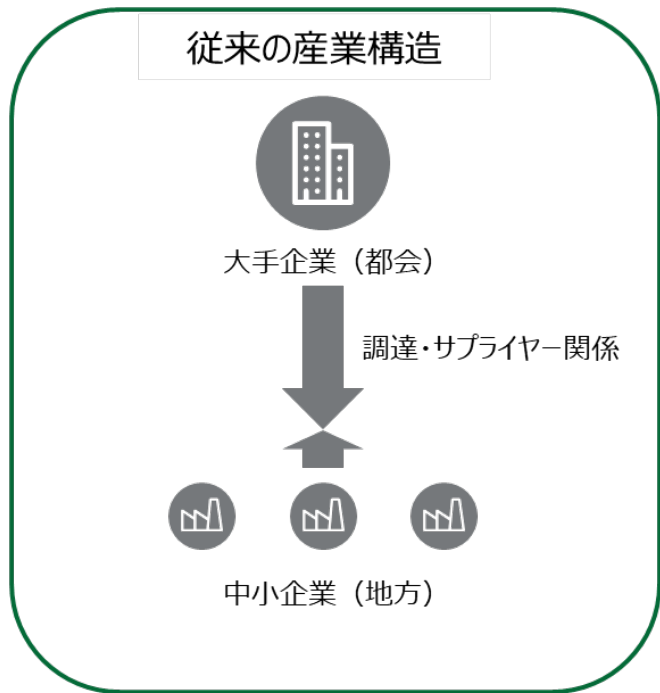 従来の産業構造
大手企業（都会）
調達・サプライヤー関係
中小企業（地方）